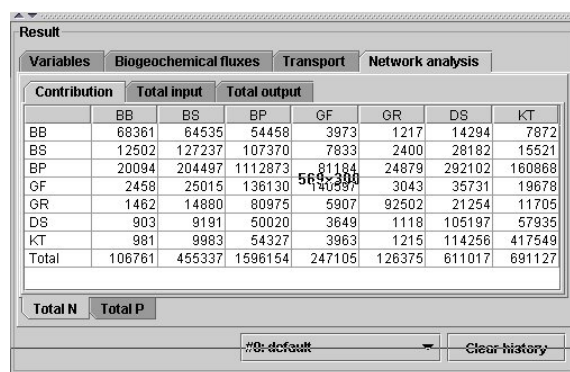 Result
Variables Biogeochemical fluxes Transport Network analysis
Contribution Total input Total output
BB BS BP GF GR DS KT
BB 68361 64535 54458 3973 1217 14294 7872
BS 12502 127237 107370 7833 2400 28182 15521
BP 20094 204497 1112873 81184 24879 292102 160868
569×300
GF 2458 25015 136130 140597 3043 35731 19678
GR 1462 14880 80975 5907 92502 21254 11705
DS 903 9191 50020 3649 1118 105197 57935
KT 981 9983 54327 3963 1215 114256 417549
Total 106761 455337 1596154 247105 126375 611017 691127
Total N Total P
#0: default Clear history